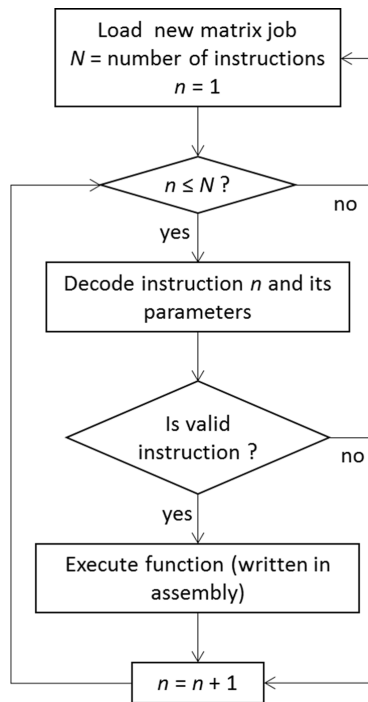 Load new matrix job
N = number of instructions
n = 1
n ≤ N ?
no
yes
Decode instruction n and its
parameters
Is valid
instruction ?
no
yes
Execute function (written in
assembly)
n = n + 1